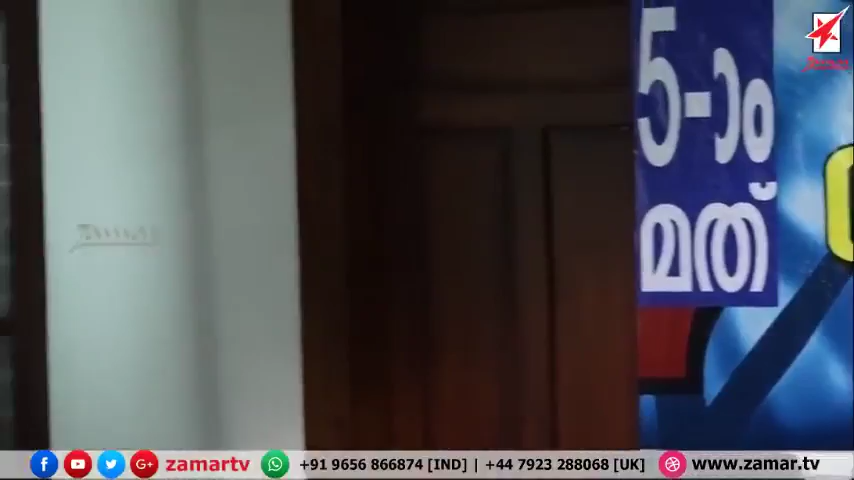 5-ാം
മത്
zamartv
+91 9656 866874 [IND] | +44 7923 288068 [UK]
www.zamar.tv